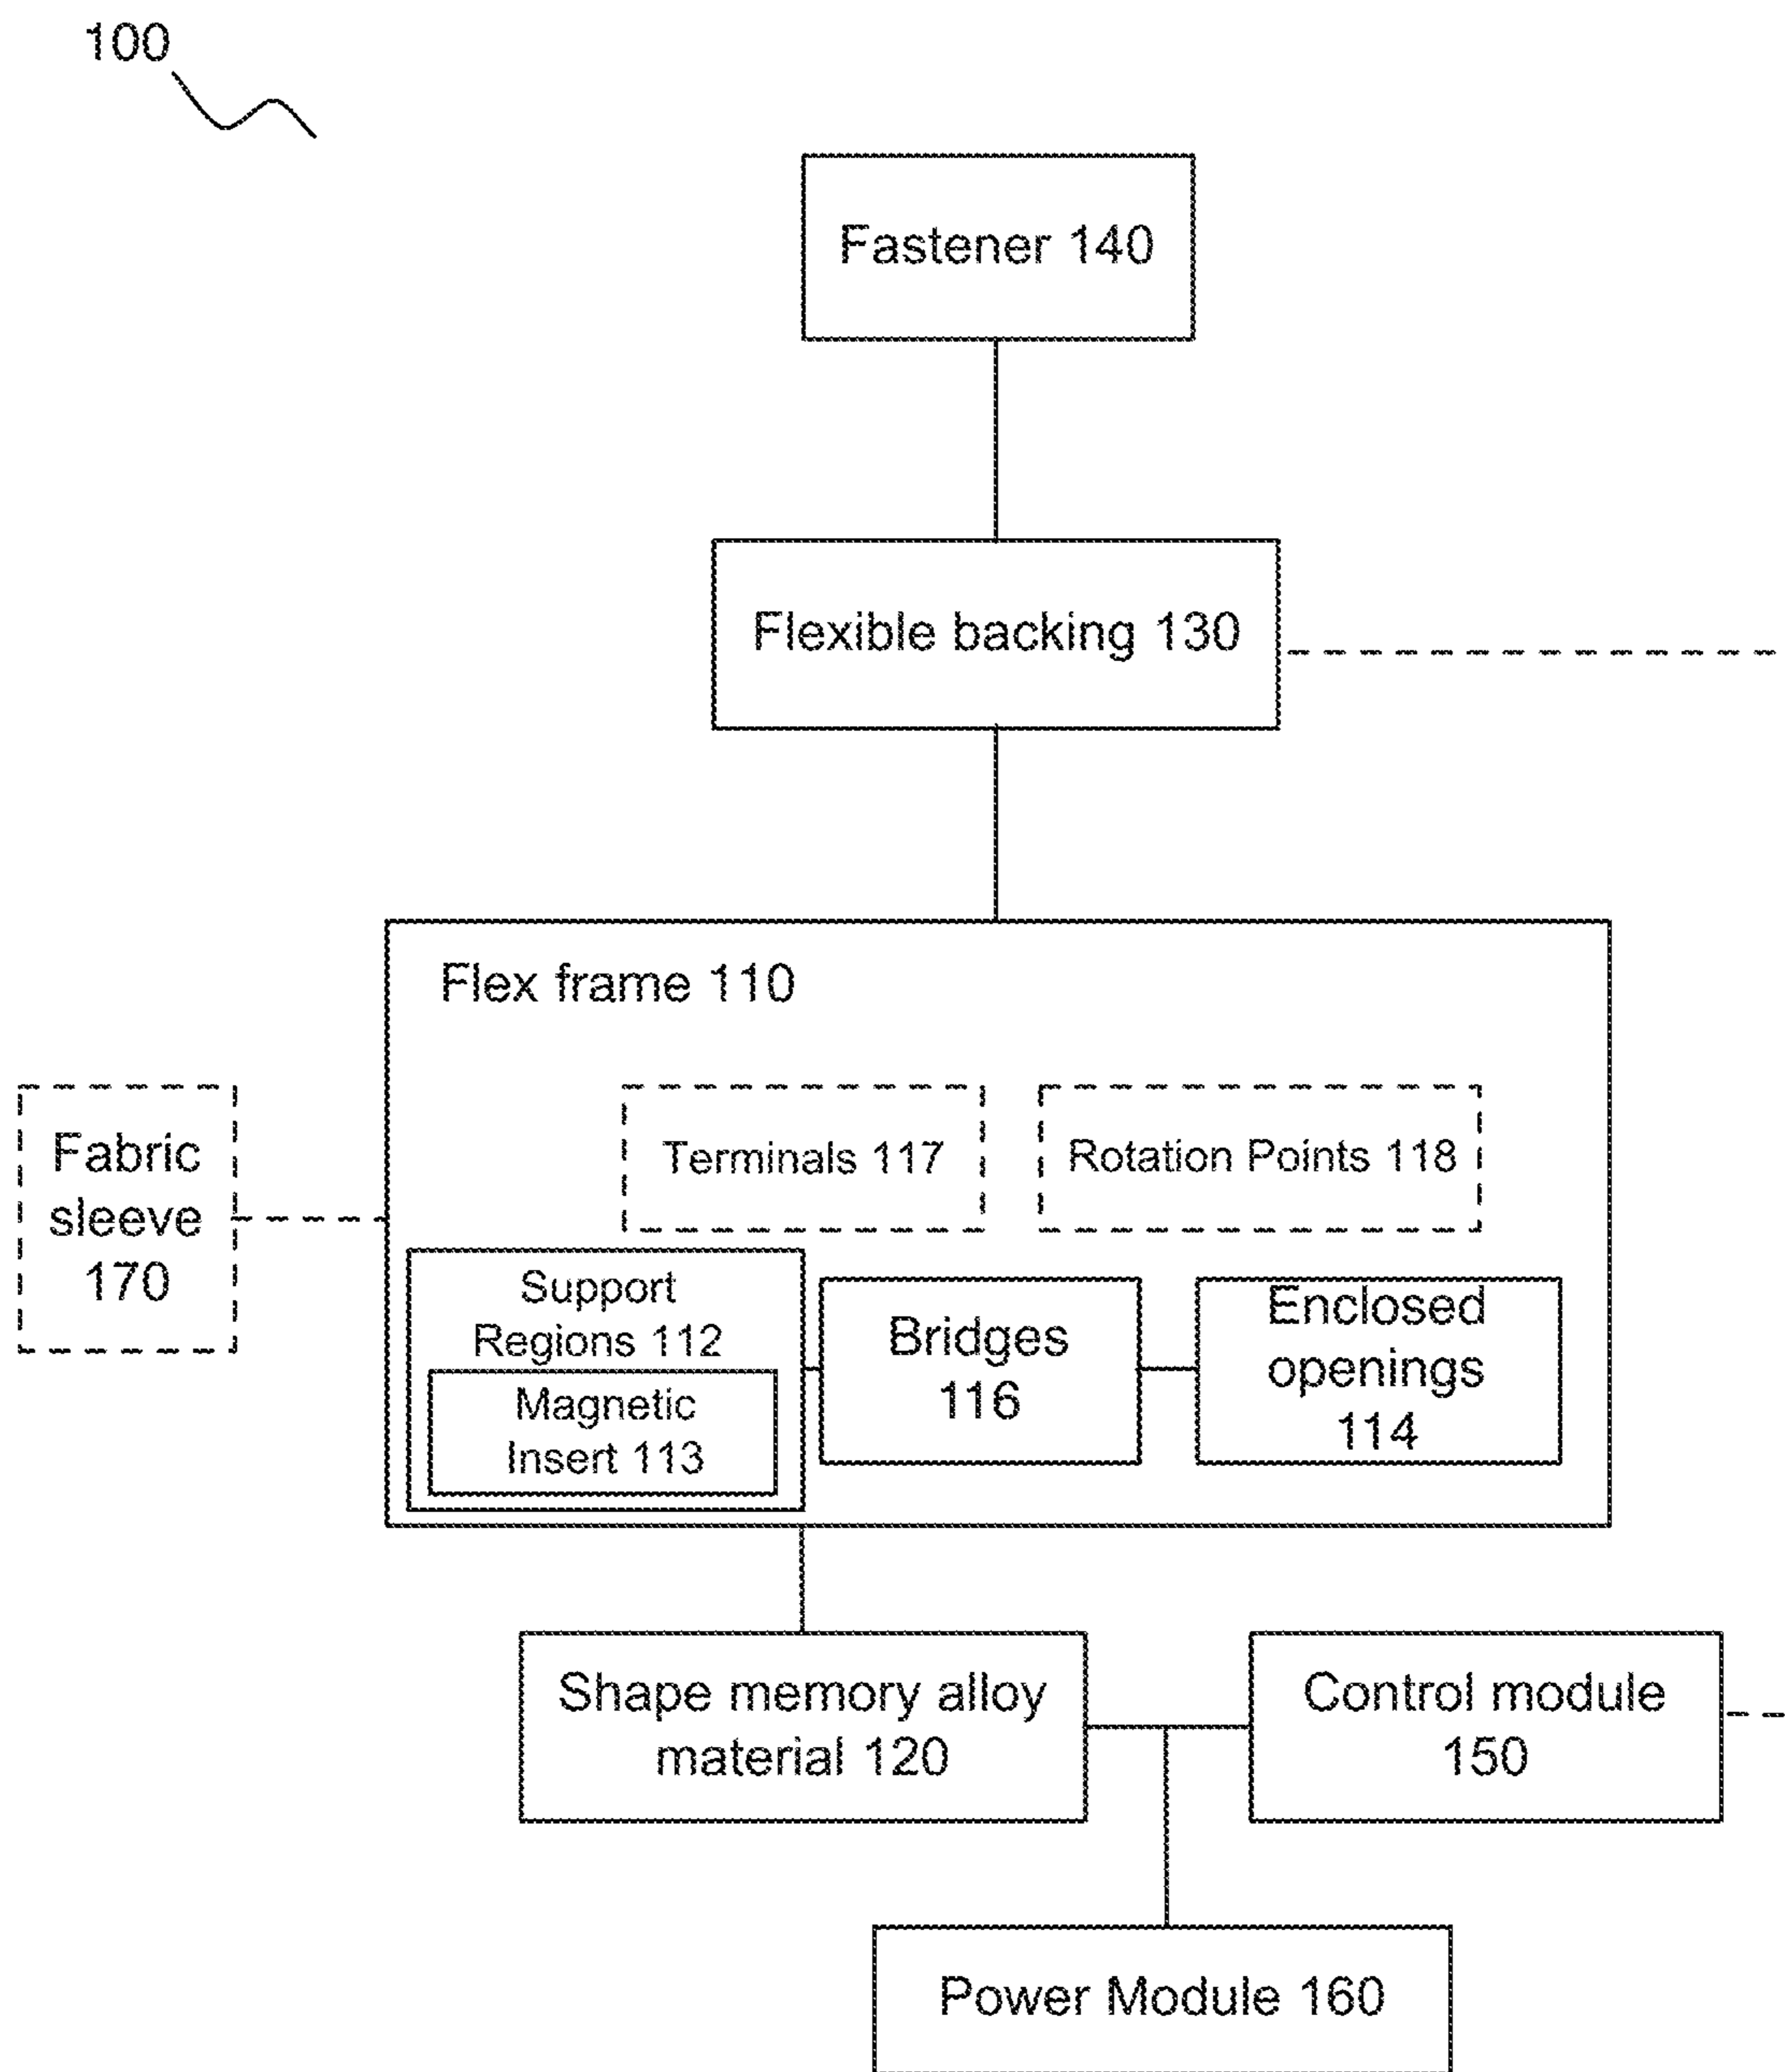 100
Fastener 140
Flexible backing 130
Flex frame 110
Terminals 117
Rotation Points 118
Fabric
sleeve
170
Support
Regions 112
Magnetic
Insert 113
Bridges
116
Enclosed
openings
114
Shape memory alloy
material 120
Control module
150
Power Module 160